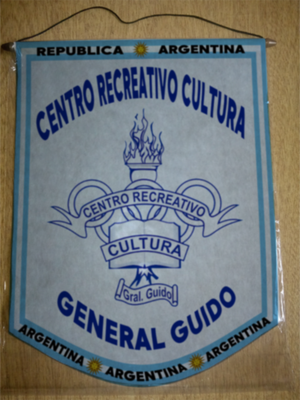 REPUBLICA ARGENTINA
CENTRO RECREATIVO CULTURA
CENTRO RECREATIVO
CULTURA
Gral. Guido
GENERAL GUIDO
ARGENTINA ARGENTINA ARGENTINA